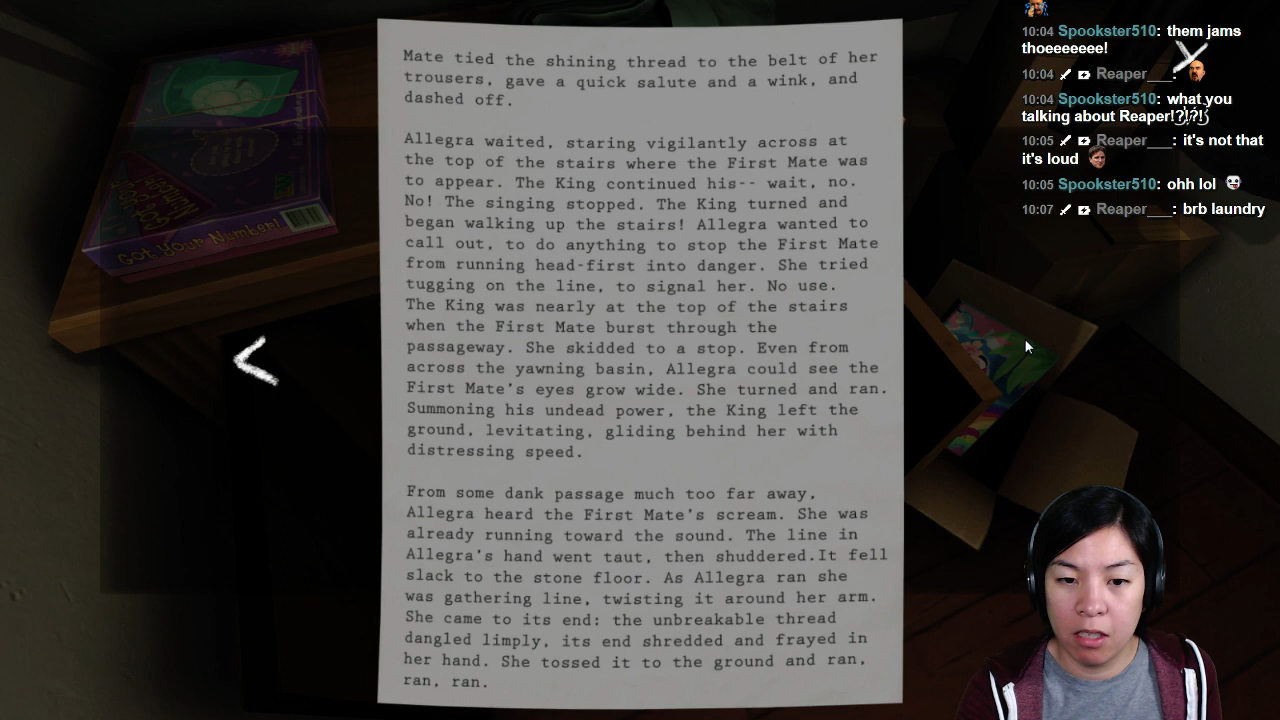 Mate tied the shining thread to the belt of her
trousers, gave a quick salute and a wink, and
dashed off.
Allegra waited, staring vigilantly across at
the top of the stairs where the First Mate was
to appear. The King continued his-- wait, no.
No! The singing stopped. The King turned and
began walking up the stairs! Allegra wanted to
call out, to do anything to stop the First Mate
from running head-first into danger. She tried
tugging on the line, to signal her. No use.
The King was nearly at the top of the stairs
when the First Mate burst through the
passageway. She skidded to a stop. Even from
across the yawning basin, Allegra could see the
First Mate's eyes grow wide. She turned and ran.
Summoning his undead power, the King left the
ground, levitating, gliding behind her with
distressing speed.
From some dank passage much too far away,
Allegra heard the First Mate's scream. She was
already running toward the sound. The line in
Allegra's hand went taut, then shuddered.It fell
slack to the stone floor. As Allegra ran she
was gathering line, twisting it around her arm.
She came to its end: the unbreakable thread
dangled limply, its end shredded and frayed in
her hand. She tossed it to the ground and ran,
ran, ran.
Got Your Number!
10:04 Spookster510: them jams
thoeeeeeee!
10:04 Reaper___:
10:04 Spookster510: what you
talking about Reaper!?!?!
10:05 Reaper___: it's not that
it's loud
10:05 Spookster510: ohh lol
10:07 Reaper___: brb laundry